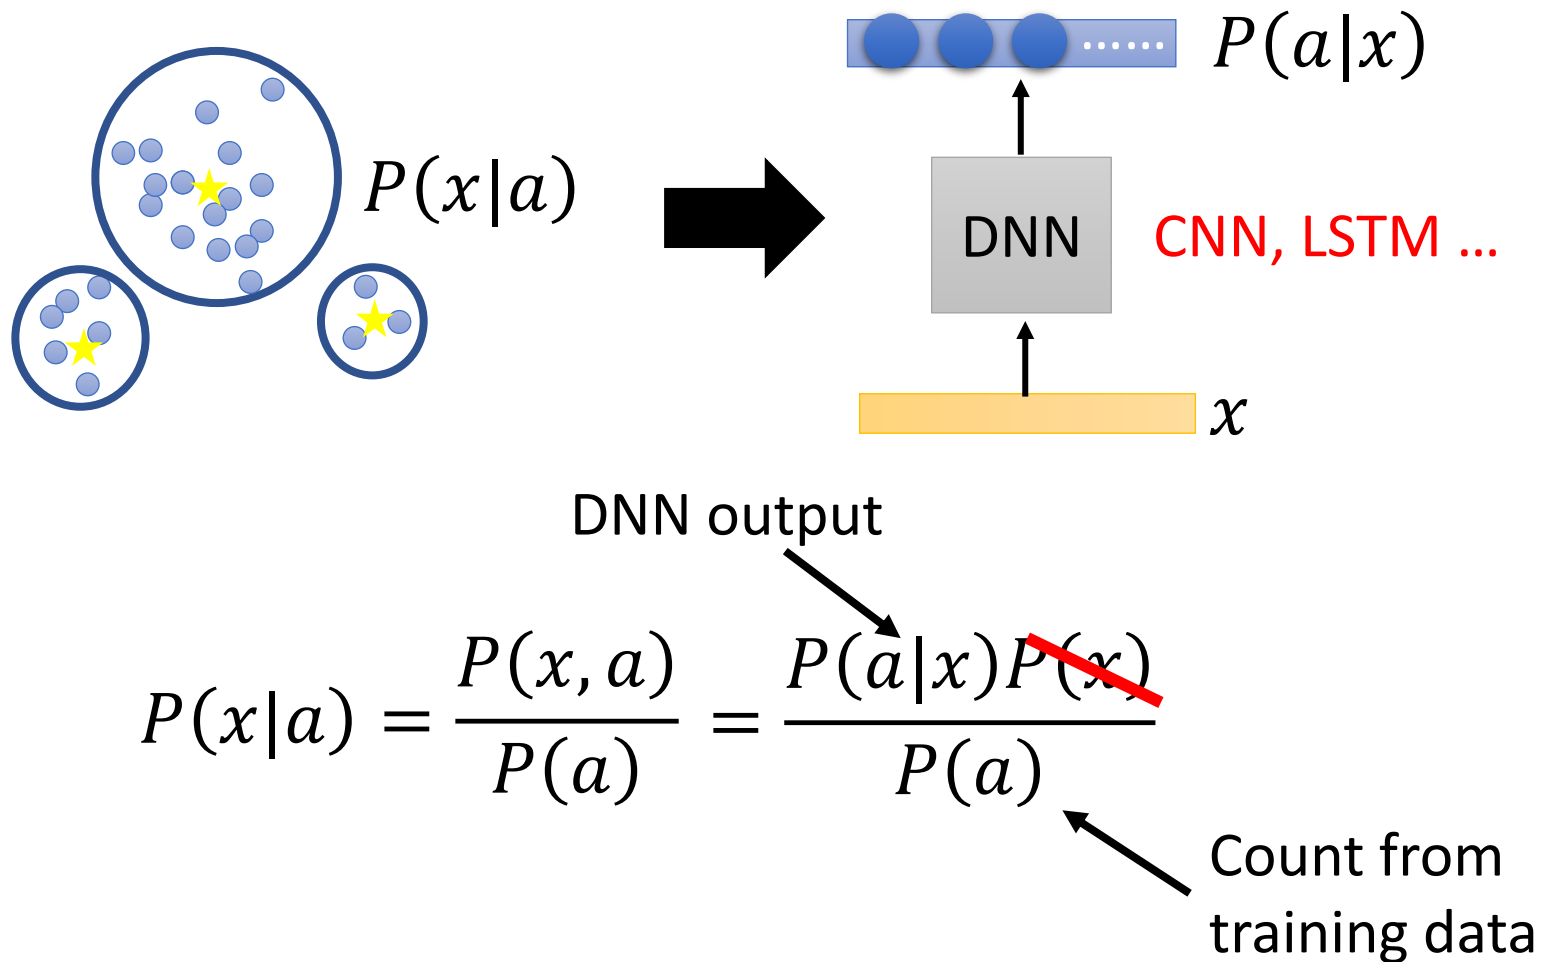 P(x|a)
P(a|x)
DNN
CNN, LSTM ...
x
DNN output
P(x|a) = P(x, a) / P(a) = P(a|x)P(x) / P(a)
Count from
training data